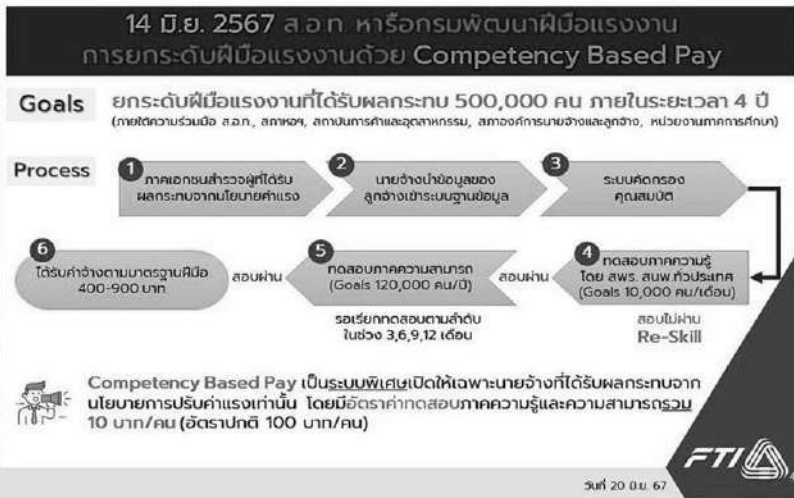 14 มิ.ย. 2567 ส.อ.ท. หารือกรมพัฒนาฝีมือแรงงาน
การยกระดับฝีมือแรงงานด้วย Competency Based Pay
Goals ยกระดับฝีมือแรงงานที่ได้รับผลกระทบ 500,000 คน ภายในระยะเวลา 4 ปี
(ภายใต้ความร่วมมือ ส.อ.ท., สภาหอฯ, สถาบันการค้าและอุตสาหกรรม, สภาองค์การนายจ้างและลูกจ้าง, หน่วยงานภาคการศึกษา)
Process
1
ภาคเอกชนสำรวจผู้ที่ได้รับ
ผลกระทบจากนโยบายค่าแรง
2
นายจ้างนำข้อมูลของ
ลูกจ้างเข้าระบบฐานข้อมูล
3
ระบบคัดกรอง
คุณสมบัติ
4
ทดสอบภาคความรู้
โดย สพร. สนพ.ทั่วประเทศ
(Goals 10,000 คน/เดือน)
สอบไม่ผ่าน
Re-Skill
สอบผ่าน
5
ทดสอบภาคความสามารถ
(Goals 120,000 คน/ปี)
รอเรียกทดสอบตามลำดับ
ในช่วง 3,6,9,12 เดือน
สอบผ่าน
6
ได้รับค่าจ้างตามมาตรฐานฝีมือ
400-900 บาท
Competency Based Pay เป็นระบบพิเศษเปิดให้เฉพาะนายจ้างที่ได้รับผลกระทบจาก
นโยบายการปรับค่าแรงเท่านั้น โดยมีอัตราค่าทดสอบภาคความรู้และความสามารถรวม
10 บาท/คน (อัตราปกติ 100 บาท/คน)
FTI
วันที่ 20 มิ.ย. 67
4